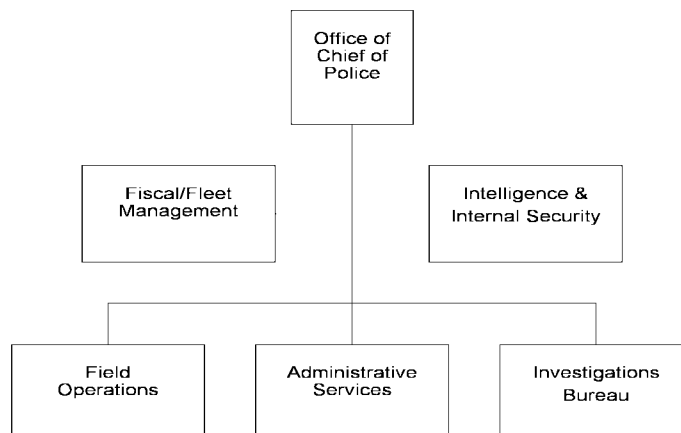 Office of
Chief of
Police
Fiscal/Fleet
Management
Intelligence &
Internal Security
Field
Operations
Administrative
Services
Investigations
Bureau